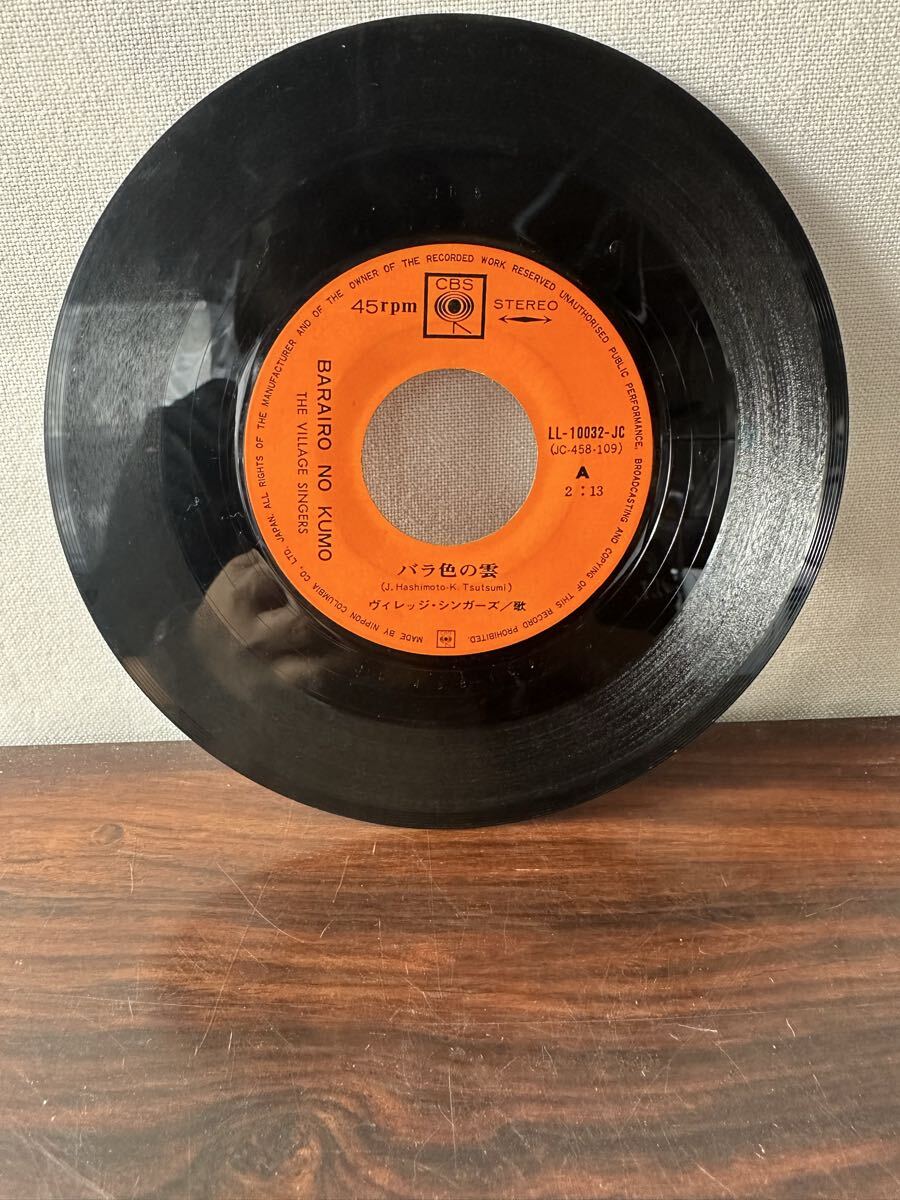 CBS
45rpm
STEREO
BARAIRO NO KUMO
THE VILLAGE SINGERS
LL-10032-JC
(JC-458-109)
A
2:13
バラ色の雲
(J. Hashimoto-K. Tsutsumi)
ヴィレッジ・シンガーズ/歌
MADE BY NIPPON COLUMBIA CO., LTD. JAPAN. ALL RIGHTS OF THE MANUFACTURER AND OF THE OWNER OF THE RECORDED WORK RESERVED UNAUTHORISED PUBLIC PERFORMANCE, BROADCASTING AND COPYING OF THIS RECORD PROHIBITED.